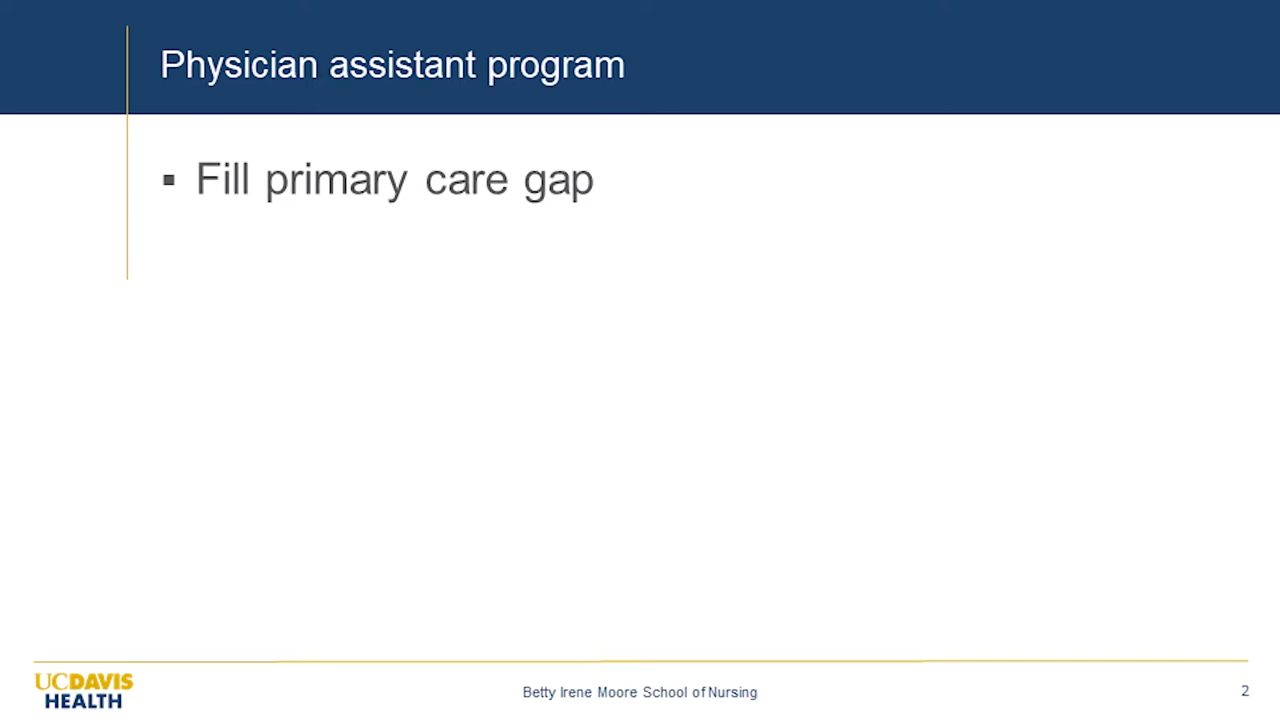 Physician assistant program
▪ Fill primary care gap
UCDAVIS
HEALTH
Betty Irene Moore School of Nursing
2